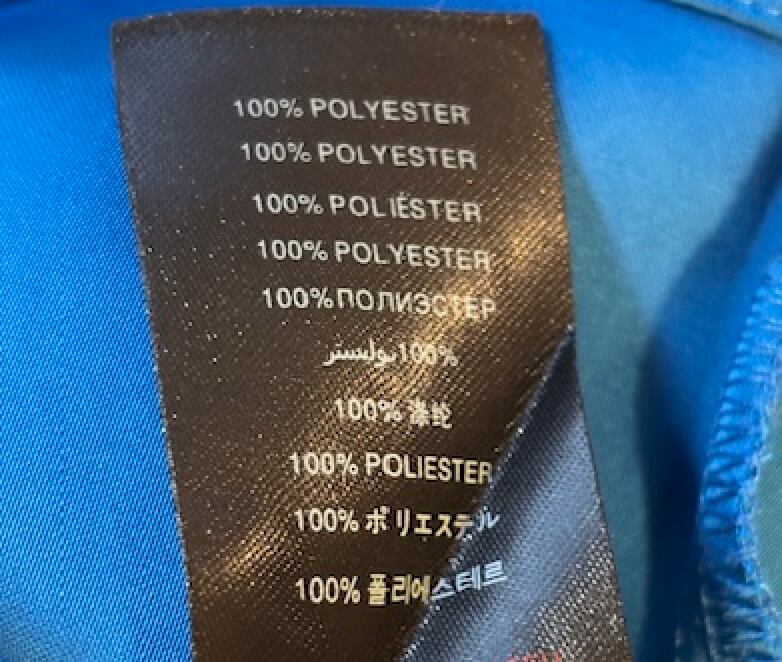 100% POLYESTER
100% POLYESTER
100% POLIÉSTER
100% POLYESTER
100%ПОЛИЭСТЕР
100%بوليستر
100% 涤纶
100% POLIESTER
100% ポリエステル
100% 폴리에스테르